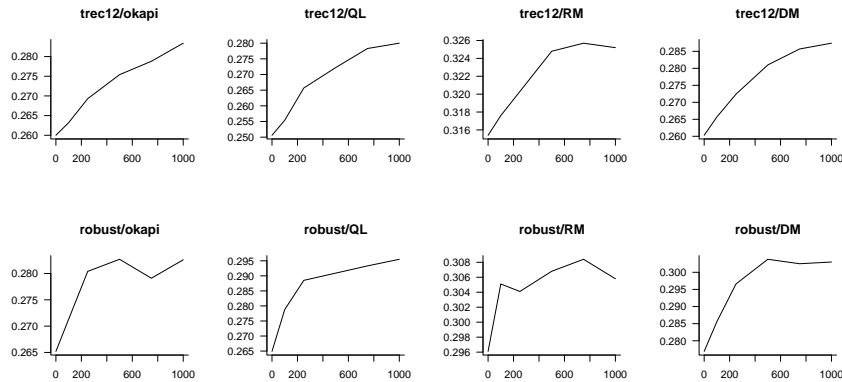 trec12/okapi
0.260 0.265 0.270 0.275 0.280
0 200 600 1000
trec12/QL
0.250 0.255 0.260 0.265 0.270 0.275 0.280
0 200 600 1000
trec12/RM
0.316 0.318 0.320 0.322 0.324 0.326
0 200 600 1000
trec12/DM
0.260 0.265 0.270 0.275 0.280 0.285
0 200 600 1000
robust/okapi
0.265 0.270 0.275 0.280
0 200 600 1000
robust/QL
0.265 0.270 0.275 0.280 0.285 0.290 0.295
0 200 600 1000
robust/RM
0.296 0.298 0.300 0.302 0.304 0.306 0.308
0 200 600 1000
robust/DM
0.280 0.285 0.290 0.295 0.300
0 200 600 1000